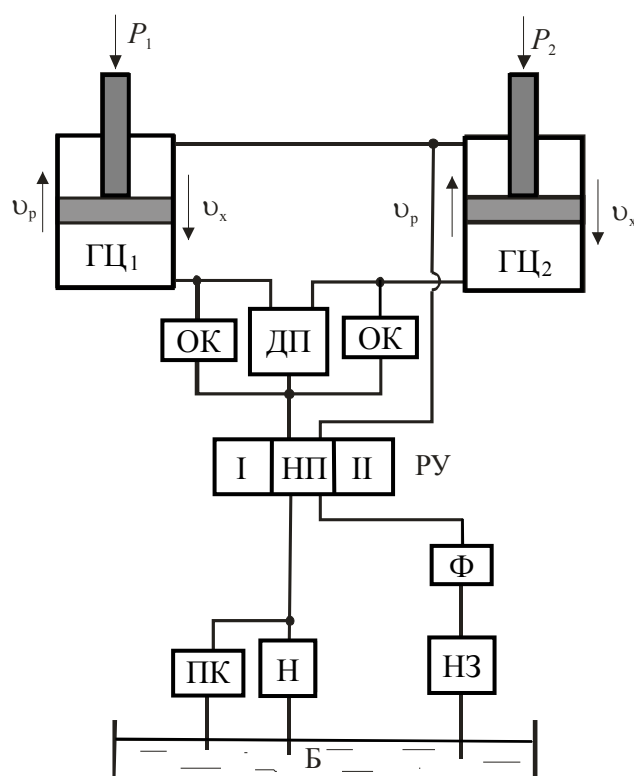 P₁
P₂
υр
υх
υр
υх
ГЦ₁
ГЦ₂
ОК
ДП
ОК
I
НП
II
РУ
Ф
ПК
Н
НЗ
Б